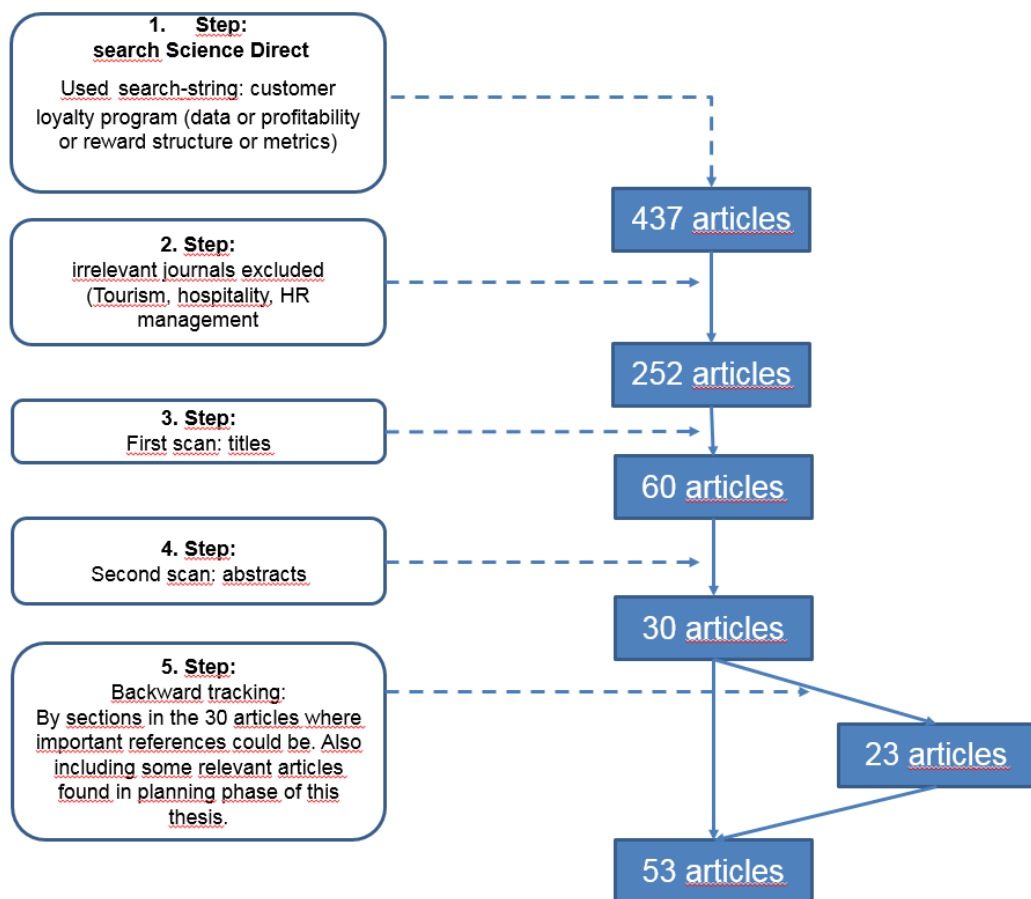 1. Step:
search Science Direct
Used search-string: customer
loyalty program (data or profitability
or reward structure or metrics)
437 articles
2. Step:
irrelevant journals excluded
(Tourism, hospitality, HR
management
252 articles
3. Step:
First scan: titles
60 articles
4. Step:
Second scan: abstracts
30 articles
5. Step:
Backward tracking:
By sections in the 30 articles where
important references could be. Also
including some relevant articles
found in planning phase of this
thesis.
23 articles
53 articles